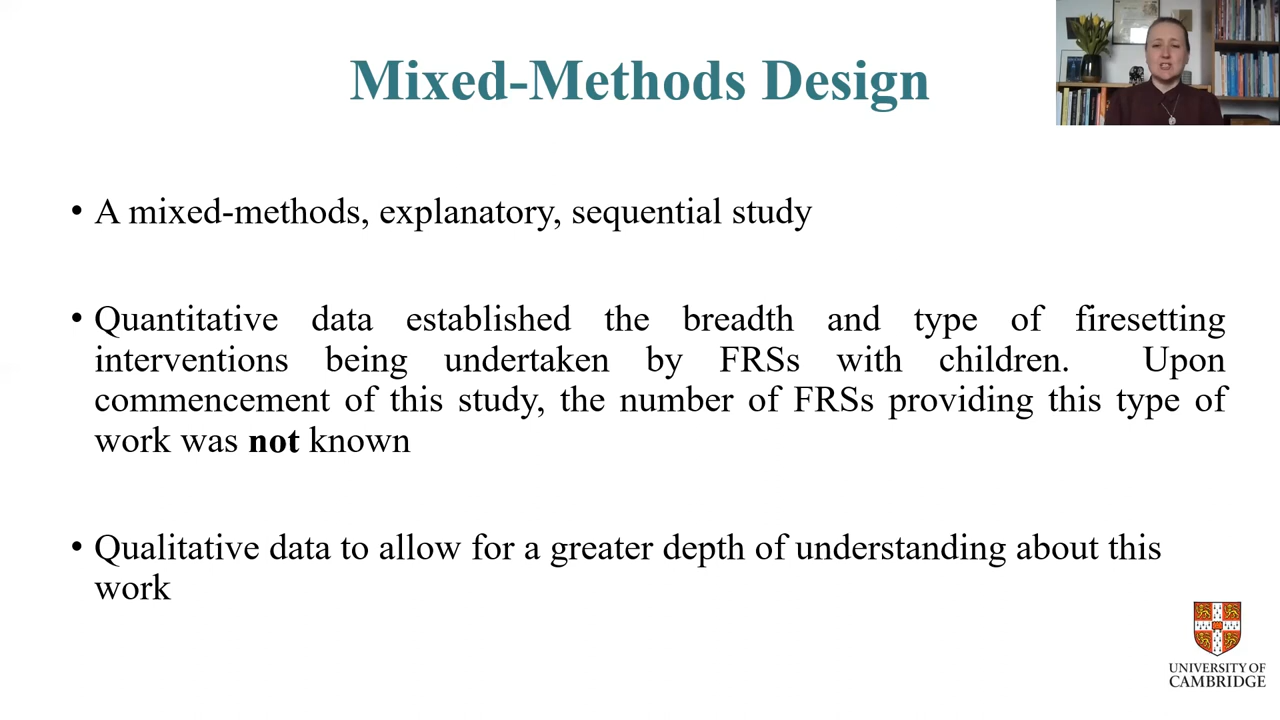 Mixed-Methods Design
• A mixed-methods, explanatory, sequential study
• Quantitative data established the breadth and type of firesetting
interventions being undertaken by FRSs with children. Upon
commencement of this study, the number of FRSs providing this type of
work was not known
• Qualitative data to allow for a greater depth of understanding about this
work
UNIVERSITY OF
CAMBRIDGE